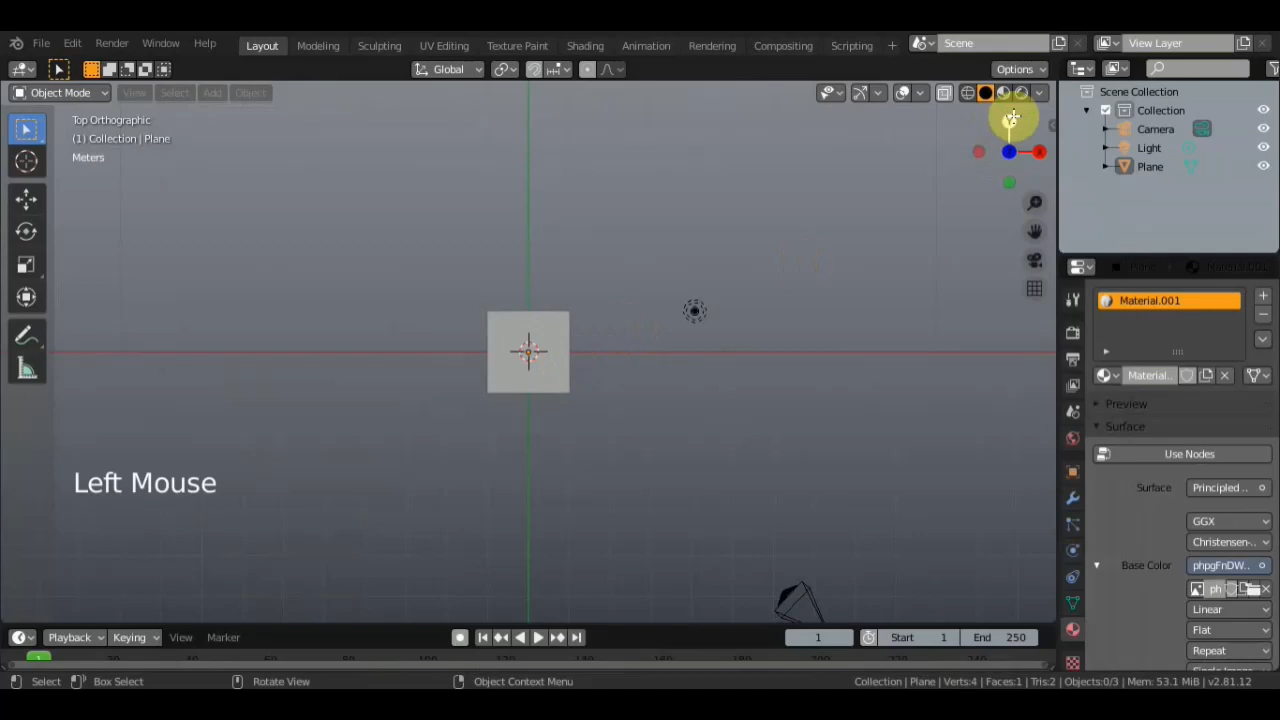 File Edit Render Window Help Layout Modeling Sculpting UV Editing Texture Paint Shading Animation Rendering Compositing Scripting + Scene View Layer
Global Options
Object Mode View Select Add Object
Scene Collection
Collection
Camera
Light
Plane
Top Orthographic
(1) Collection | Plane
Meters
Material.001
Material..
Preview
Surface
Use Nodes
Surface Principled ..
GGX
Christensen-..
Base Color phpgFnDW..
ph
Linear
Flat
Repeat
Left Mouse
Playback Keying View Marker 1 Start 1 End 250
1
Select Box Select Rotate View Object Context Menu Collection | Plane | Verts:4 | Faces:1 | Tris:2 | Objects:0/3 | Mem: 53.1 MiB | v2.81.12